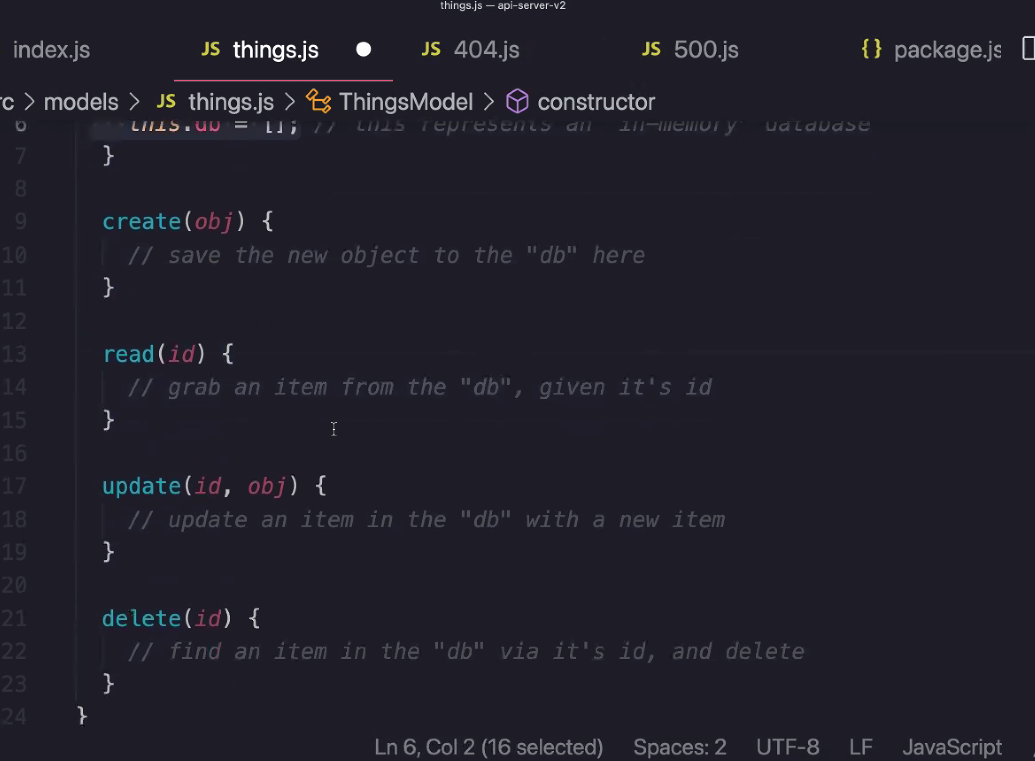 things.js — api-server-v2
index.js JS things.js JS 404.js JS 500.js {} package.js
rc > models > JS things.js > ThingsModel > constructor
6 this.db = []; // this represents an "in-memory" database
7 }
8
9 create(obj) {
10 // save the new object to the "db" here
11 }
12
13 read(id) {
14 // grab an item from the "db", given it's id
15 }
16
17 update(id, obj) {
18 // update an item in the "db" with a new item
19 }
20
21 delete(id) {
22 // find an item in the "db" via it's id, and delete
23 }
24 }
Ln 6, Col 2 (16 selected) Spaces: 2 UTF-8 LF JavaScript